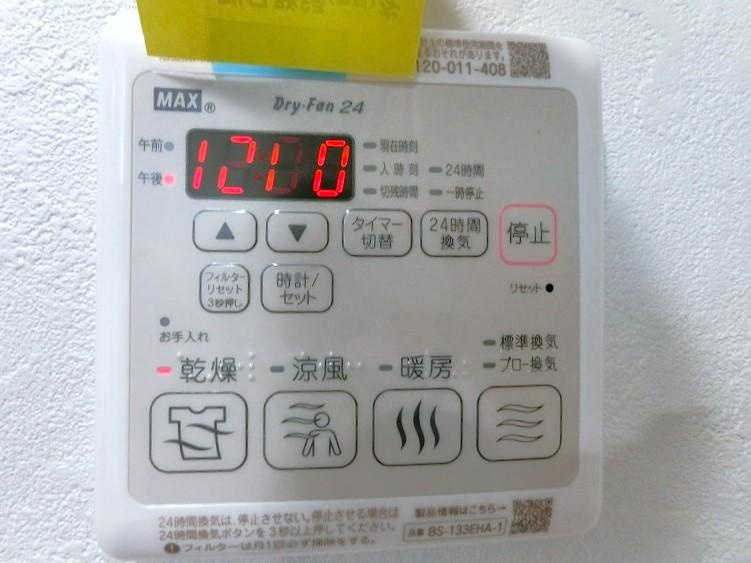 120-011-408
MAX® Dry・Fan 24
午前
午後
1210
現在時刻
入時刻
切残時間
24時間
一時停止
▲
▼
タイマー
切替
24時間
換気
停止
フィルター
リセット
3秒押し
時計/
セット
リセット
お手入れ
標準換気
ブロー換気
乾燥
涼風
暖房
24時間換気は、停止させない。停止させる場合は
24時間換気ボタンを3秒以上押してください。
フィルターは月1回必ず掃除をする。
製品情報はこちら→
品番 BS-133EHA-1